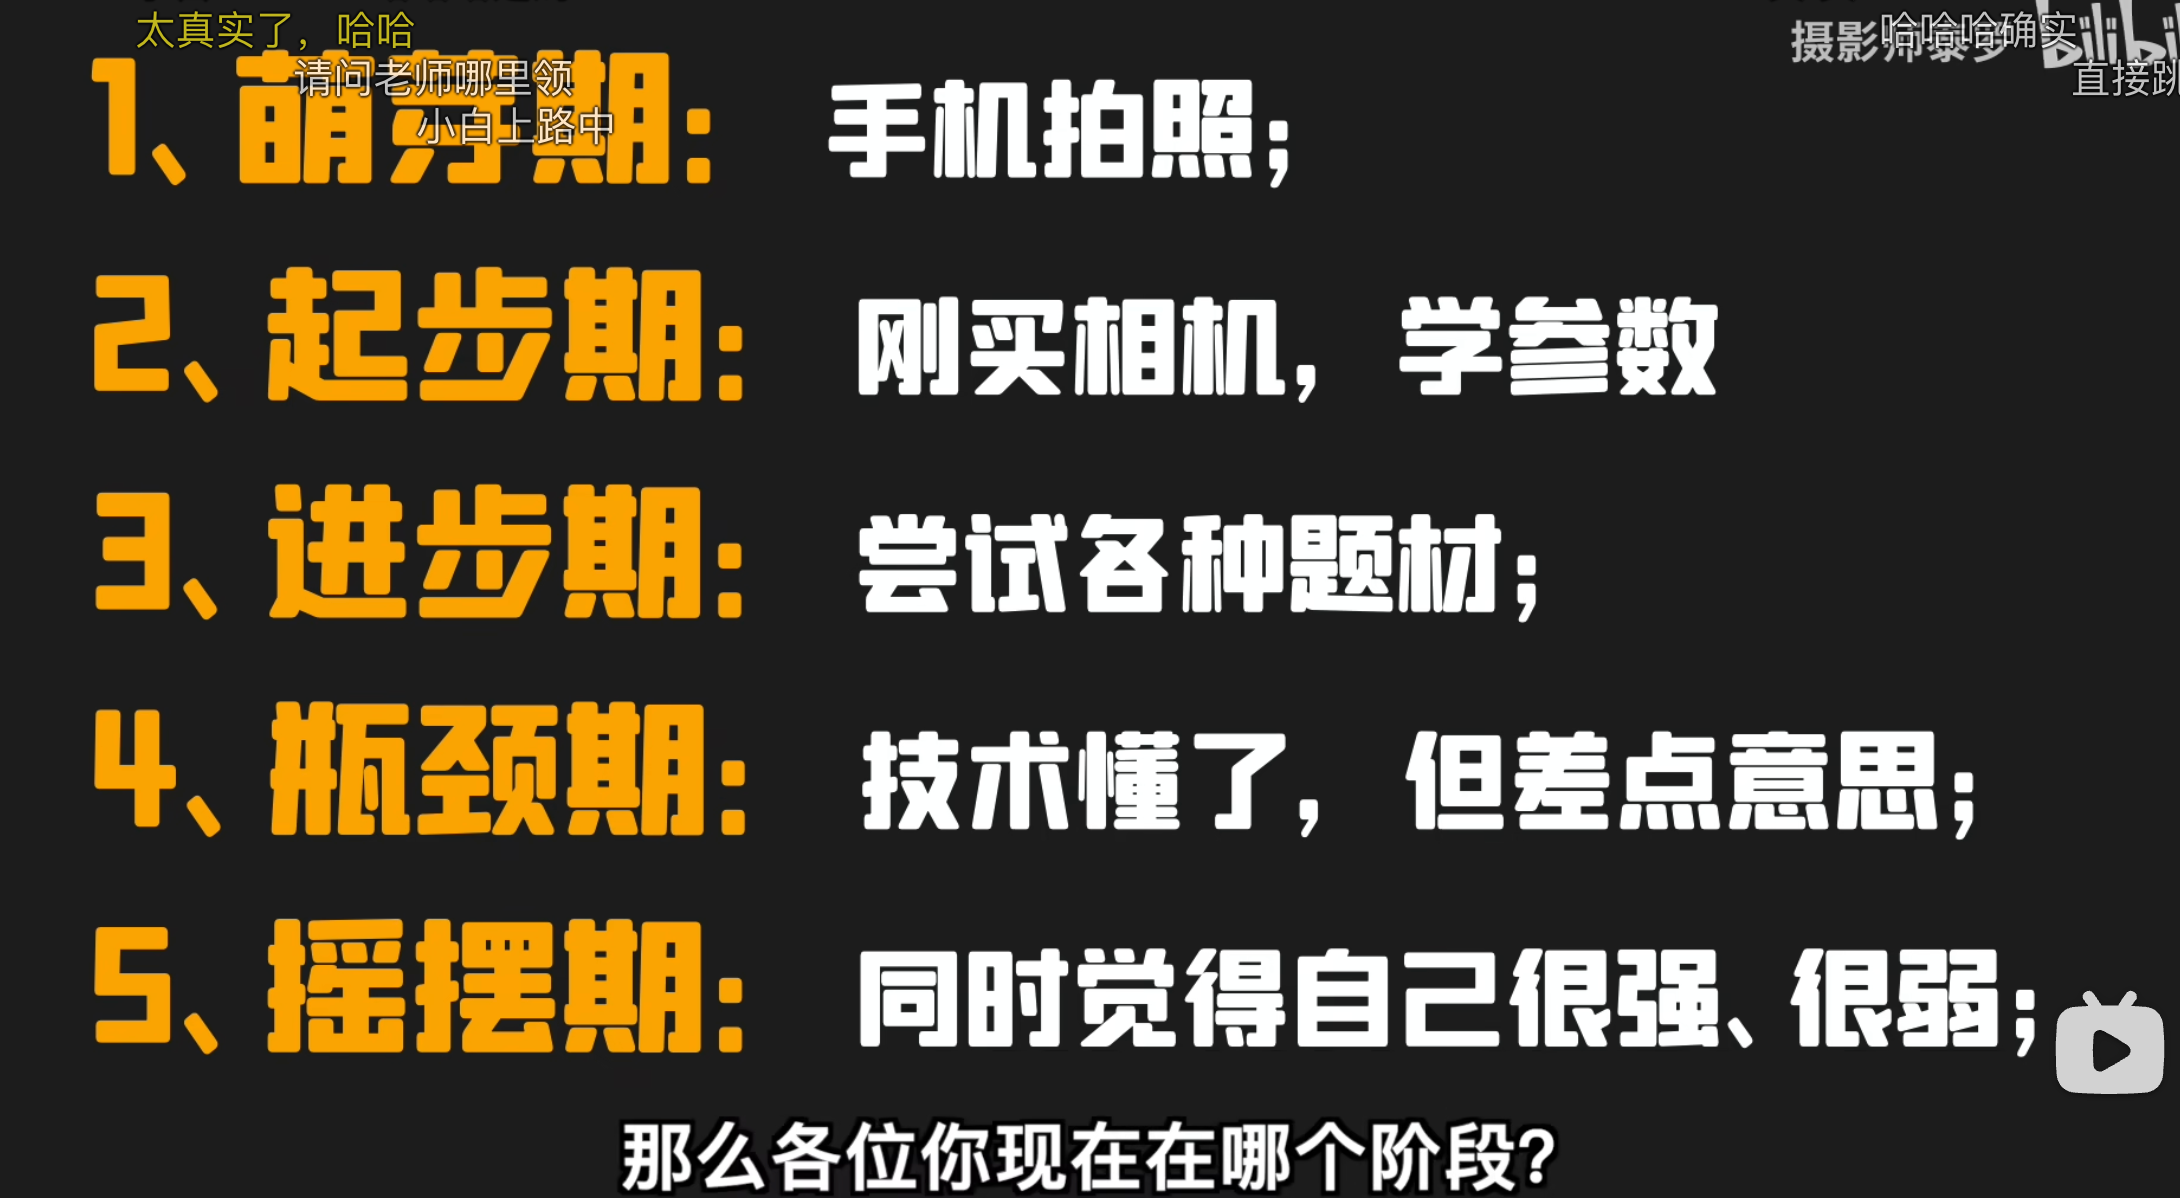 太真实了，哈哈
哈哈哈确实
摄影师泰罗
bilibili
请问老师哪里领
直接跳
小白上路中
1、萌芽期： 手机拍照；
2、起步期： 刚买相机，学参数
3、进步期： 尝试各种题材；
4、瓶颈期： 技术懂了，但差点意思；
5、摇摆期： 同时觉得自己很强、很弱；
那么各位你现在在哪个阶段？